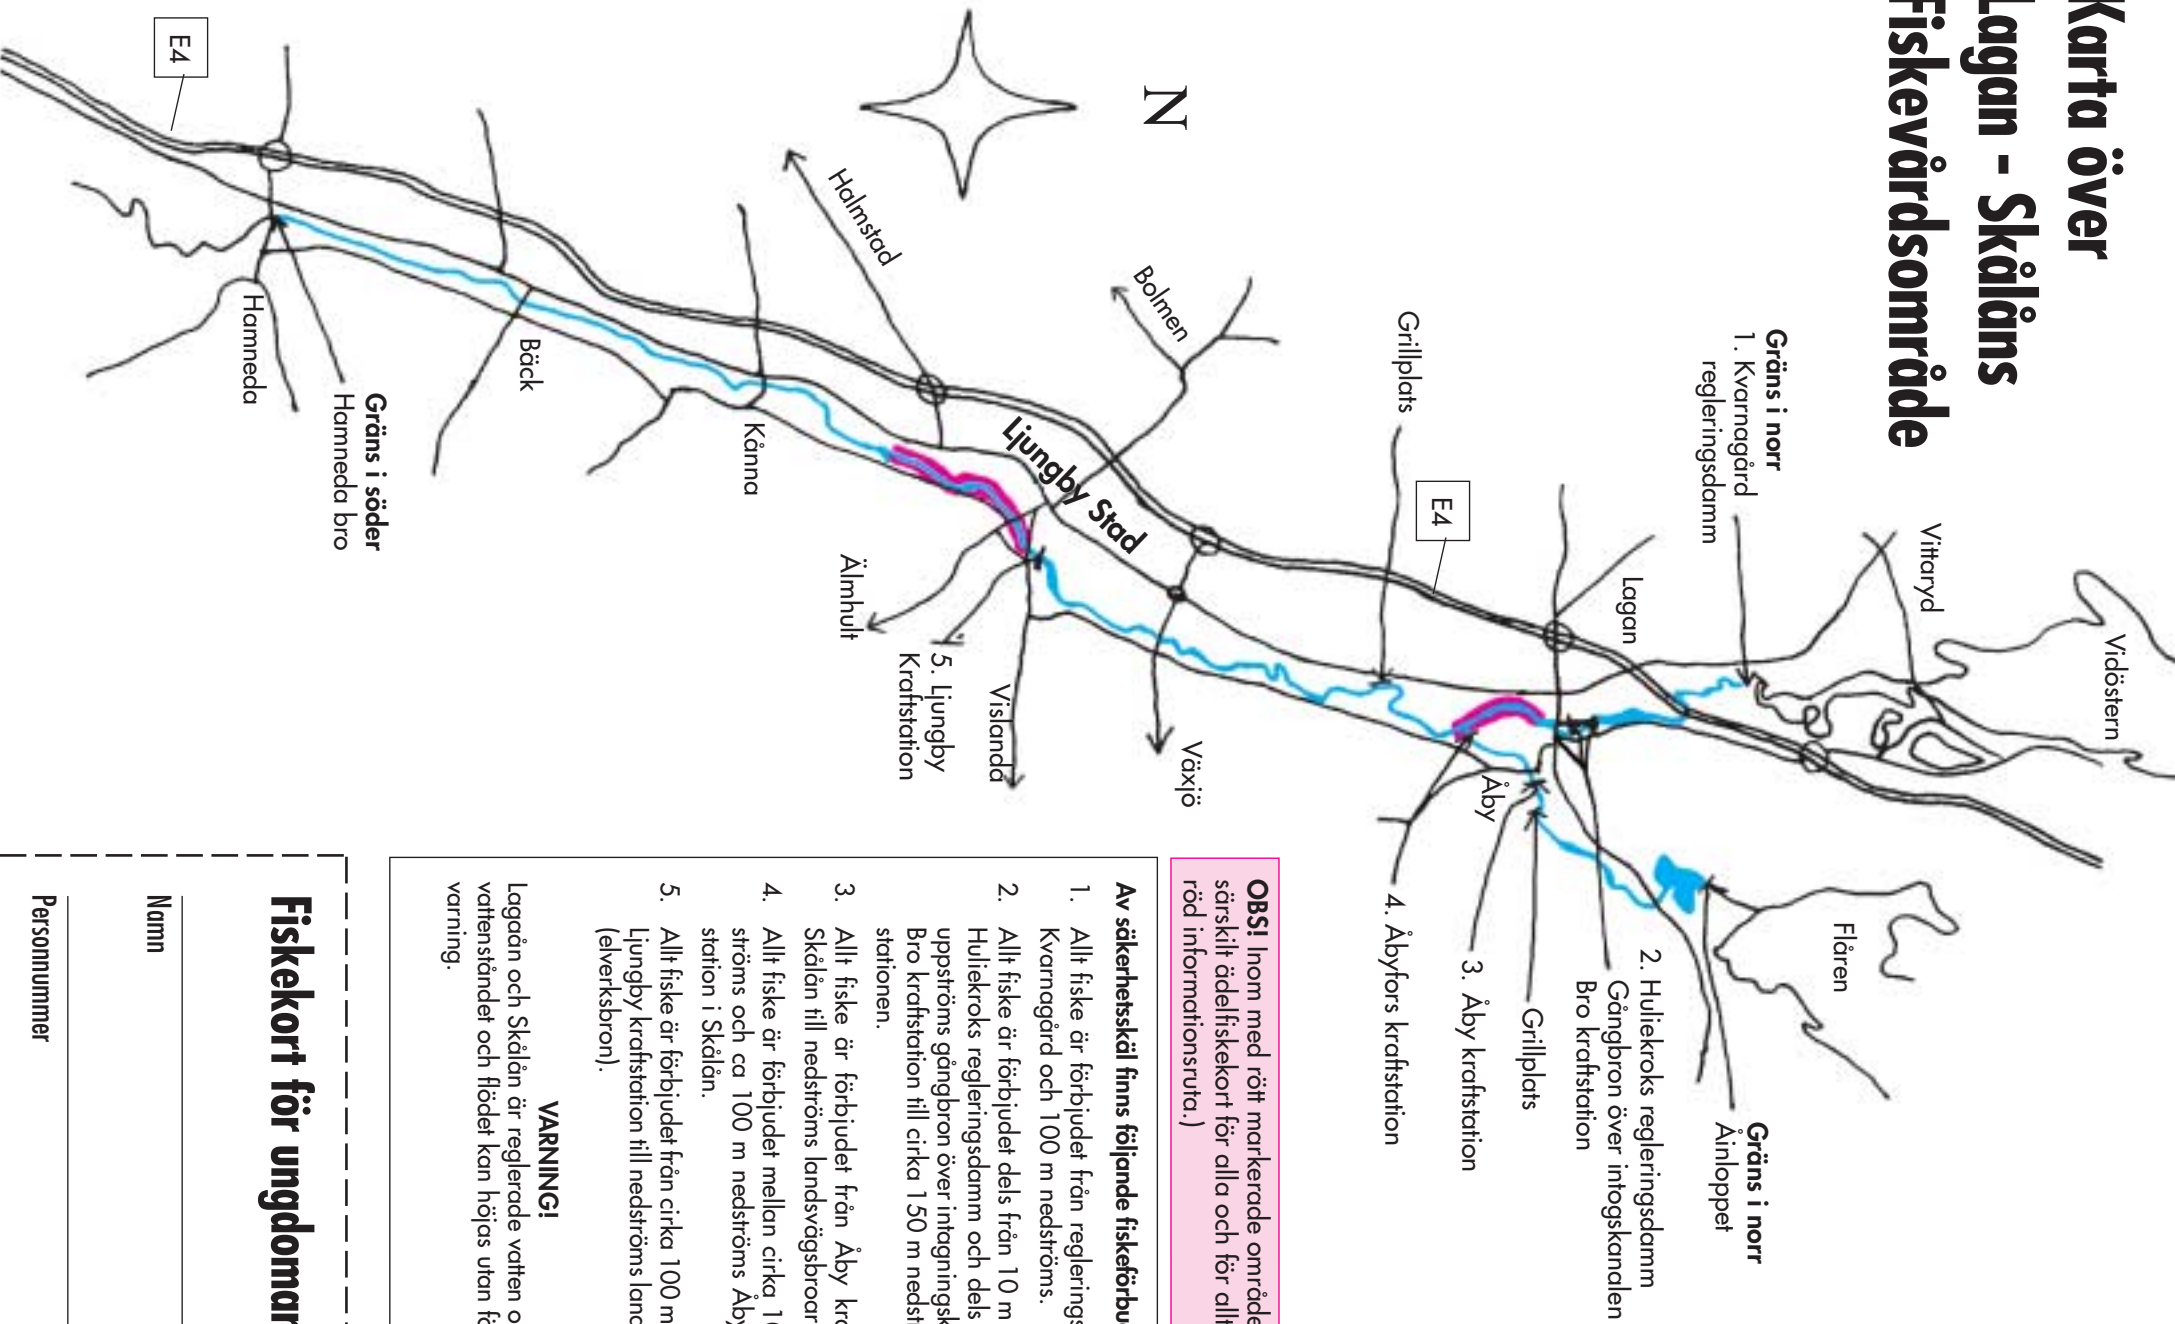 Karta över
Lagan - Skålåns
Fiskevårdsområde
N
Vidöstern
Vittaryd
Gräns i norr
1. Kvarnagård
regleringsdamm
Lagan
E4
Grillplats
Bolmen
Halmstad
Ljungby Stad
Flåren
Gräns i norr
Åinloppet
2. Huliekroks regleringsdamm
Gångbron över intogskanalen
Bro kraftstation
Grillplats
3. Åby kraftstation
4. Åbyfors kraftstation
Åby
Växjö
Vislanda
5. Ljungby
Kraftstation
Älmhult
Kånna
Bäck
Gräns i söder
Hamneda bro
Hamneda
E4
OBS! Inom med rött markerade område
särskilt ädelfiskekort för alla och för allt
röd informationsruta.)
Av säkerhetsskäl finns följande fiskeförbu
1. Allt fiske är förbjudet från reglerings
Kvarnagård och 100 m nedströms.
2. Allt fiske är förbjudet dels från 10 m
Huliekroks regleringsdamm och dels
uppströms gångbron över intagningsk
Bro kraftstation till cirka 150 m nedst
stationen.
3. Allt fiske är förbjudet från Åby kra
Skålån till nedströms landsvägsbroar
4. Allt fiske är förbjudet mellan cirka 10
ströms och ca 100 m nedströms Åby
station i Skålån.
5. Allt fiske är förbjudet från cirka 100 m
Ljungby kraftstation till nedströms land
(elverksbron).
VARNING!
Lagaån och Skålån är reglerade vatten o
vattenståndet och flödet kan höjas utan fö
varning.
Fiskekort för ungdomar
Namn
Personnummer